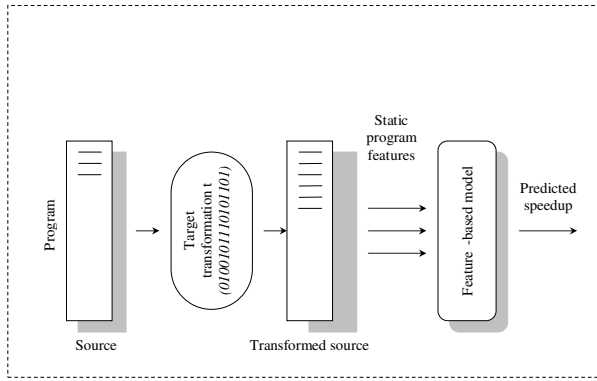 Static
program
features
Program
Target
transformation t
(0100101110101101)
Feature -based model
Predicted
speedup
Source
Transformed source